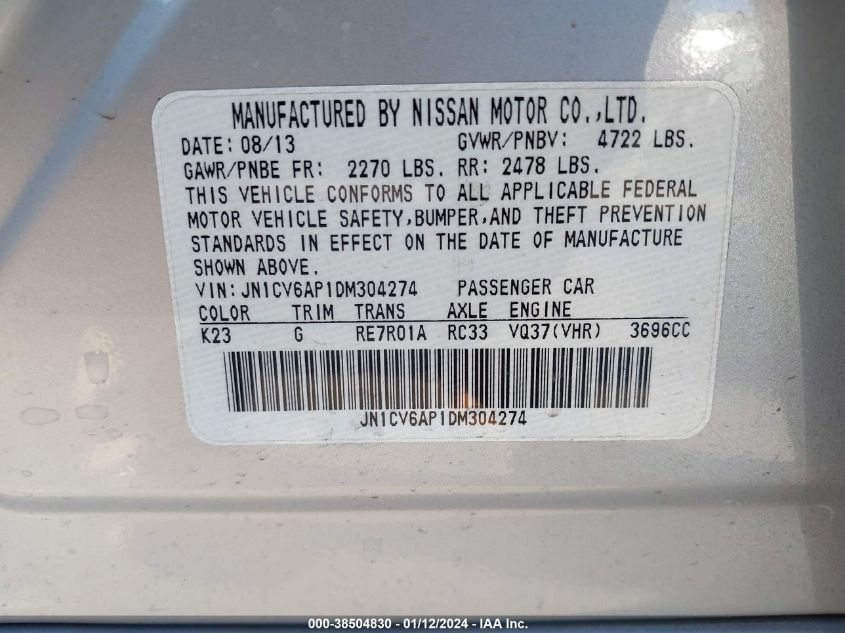 MANUFACTURED BY NISSAN MOTOR CO.,LTD.
DATE: 08/13 GVWR/PNBV: 4722 LBS.
GAWR/PNBE FR: 2270 LBS. RR: 2478 LBS.
THIS VEHICLE CONFORMS TO ALL APPLICABLE FEDERAL
MOTOR VEHICLE SAFETY,BUMPER,AND THEFT PREVENTION
STANDARDS IN EFFECT ON THE DATE OF MANUFACTURE
SHOWN ABOVE.
VIN:JN1CV6AP1DM304274 PASSENGER CAR
COLOR TRIM TRANS AXLE ENGINE
K23 G RE7R01A RC33 VQ37(VHR) 3696CC
JN1CV6AP1DM304274
000-38504830 - 01/12/2024 - IAA Inc.